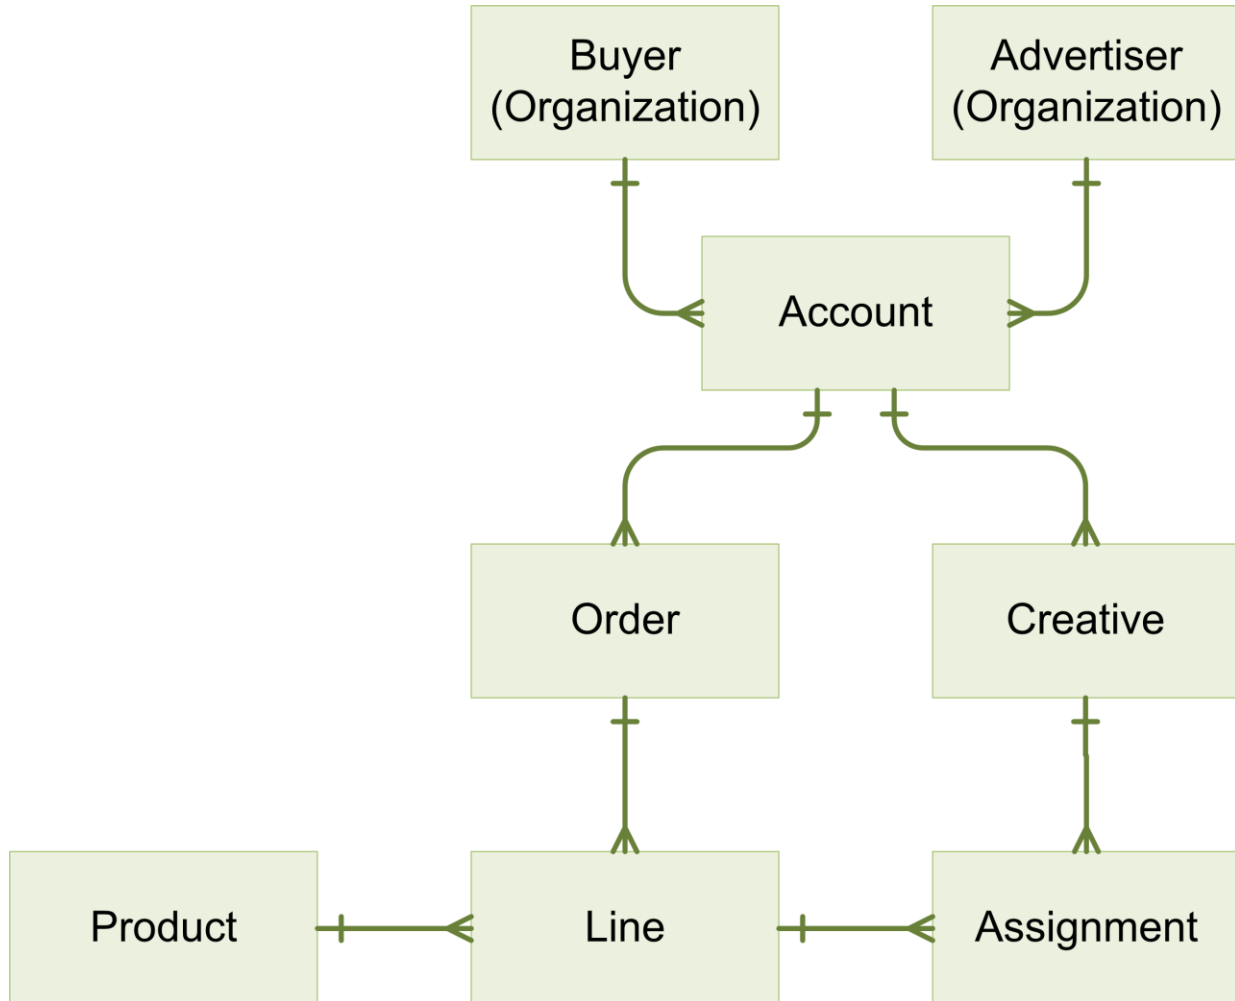 Buyer
(Organization)
Advertiser
(Organization)
Account
Order
Creative
Product
Line
Assignment